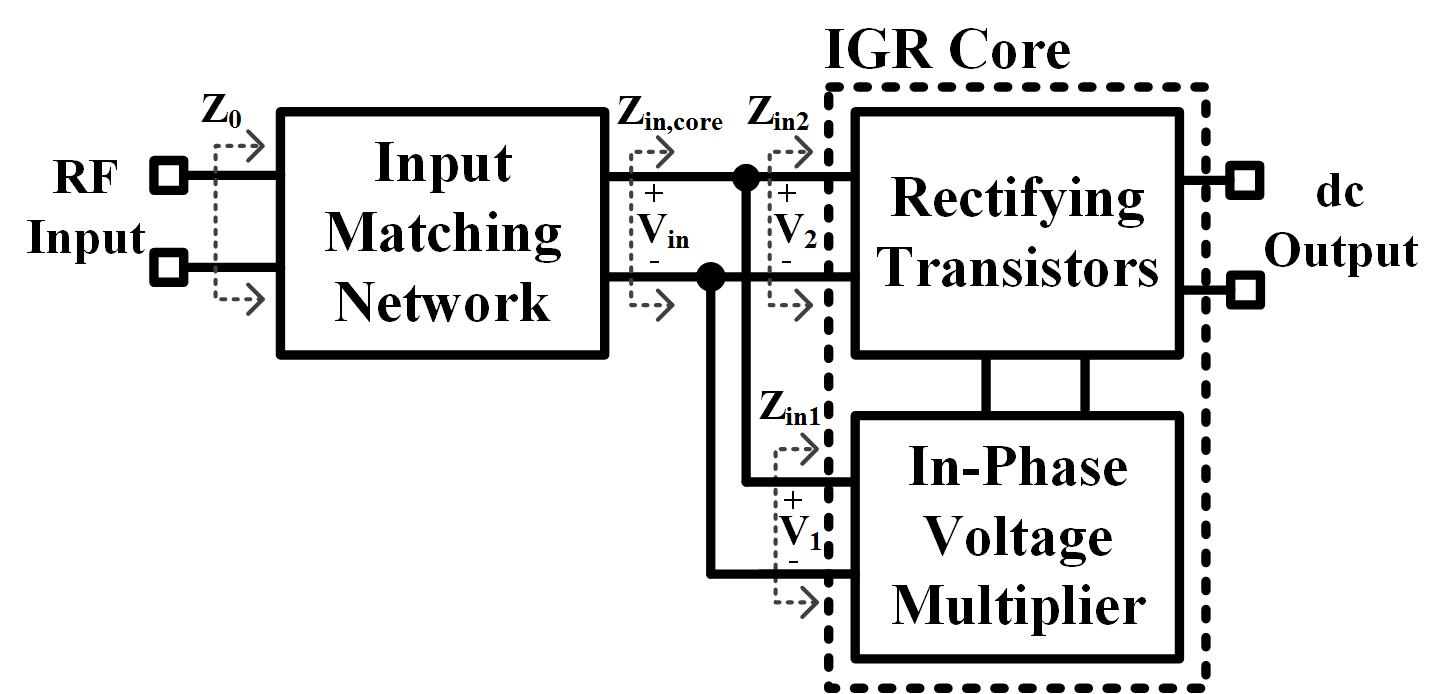 IGR Core
Z0
Zin,core
Zin2
RF
Input
Input
Matching
Network
+
Vin
-
+
V2
-
Rectifying
Transistors
dc
Output
Zin1
+
V1
-
In-Phase
Voltage
Multiplier